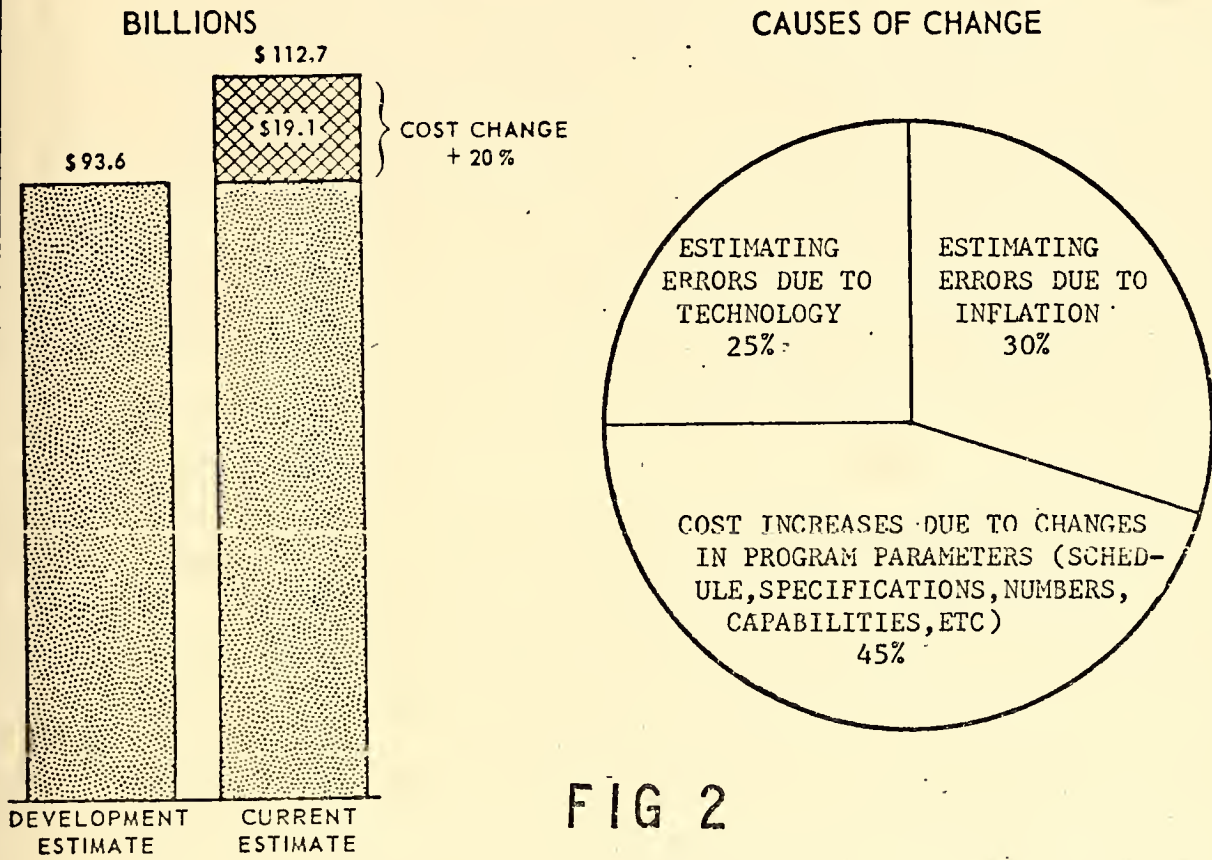 BILLIONS
$112.7
$19.1
COST CHANGE
+ 20%
$93.6
DEVELOPMENT
ESTIMATE
CURRENT
ESTIMATE
CAUSES OF CHANGE
ESTIMATING
ERRORS DUE TO
TECHNOLOGY
25%
ESTIMATING
ERRORS DUE TO
INFLATION
30%
COST INCREASES DUE TO CHANGES
IN PROGRAM PARAMETERS (SCHED-
ULE,SPECIFICATIONS,NUMBERS,
CAPABILITIES,ETC)
45%
FIG 2